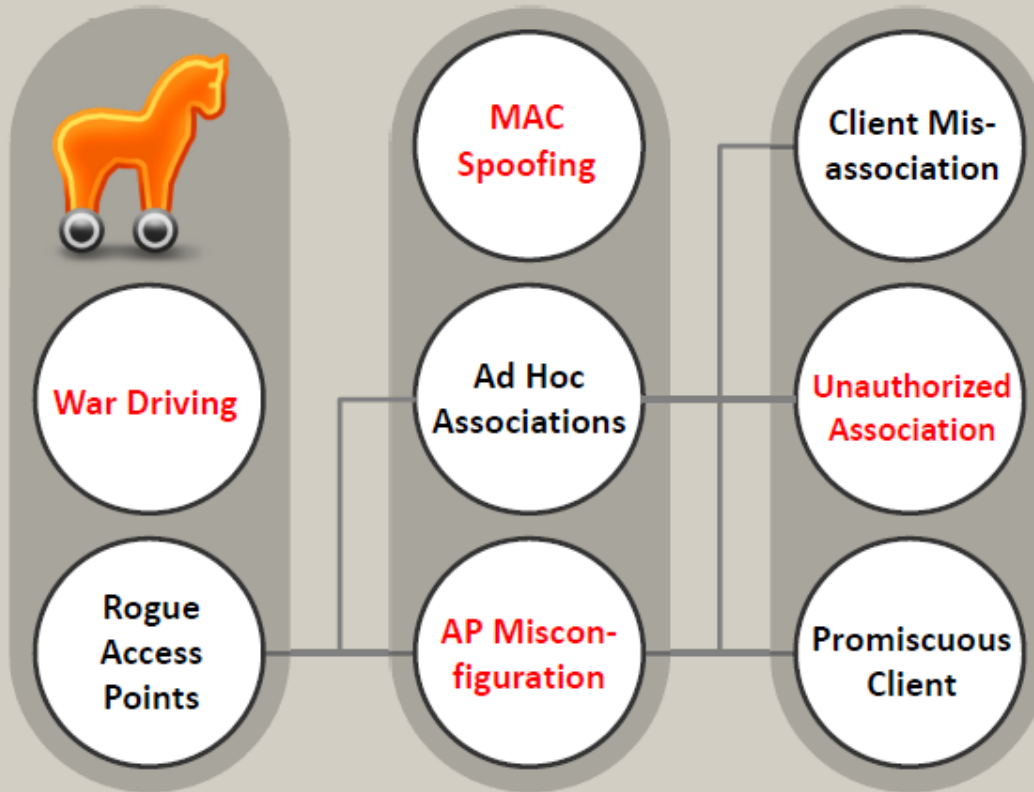 War Driving
Rogue
Access
Points
MAC
Spoofing
Ad Hoc
Associations
AP Miscon-
figuration
Client Mis-
association
Unauthorized
Association
Promiscuous
Client